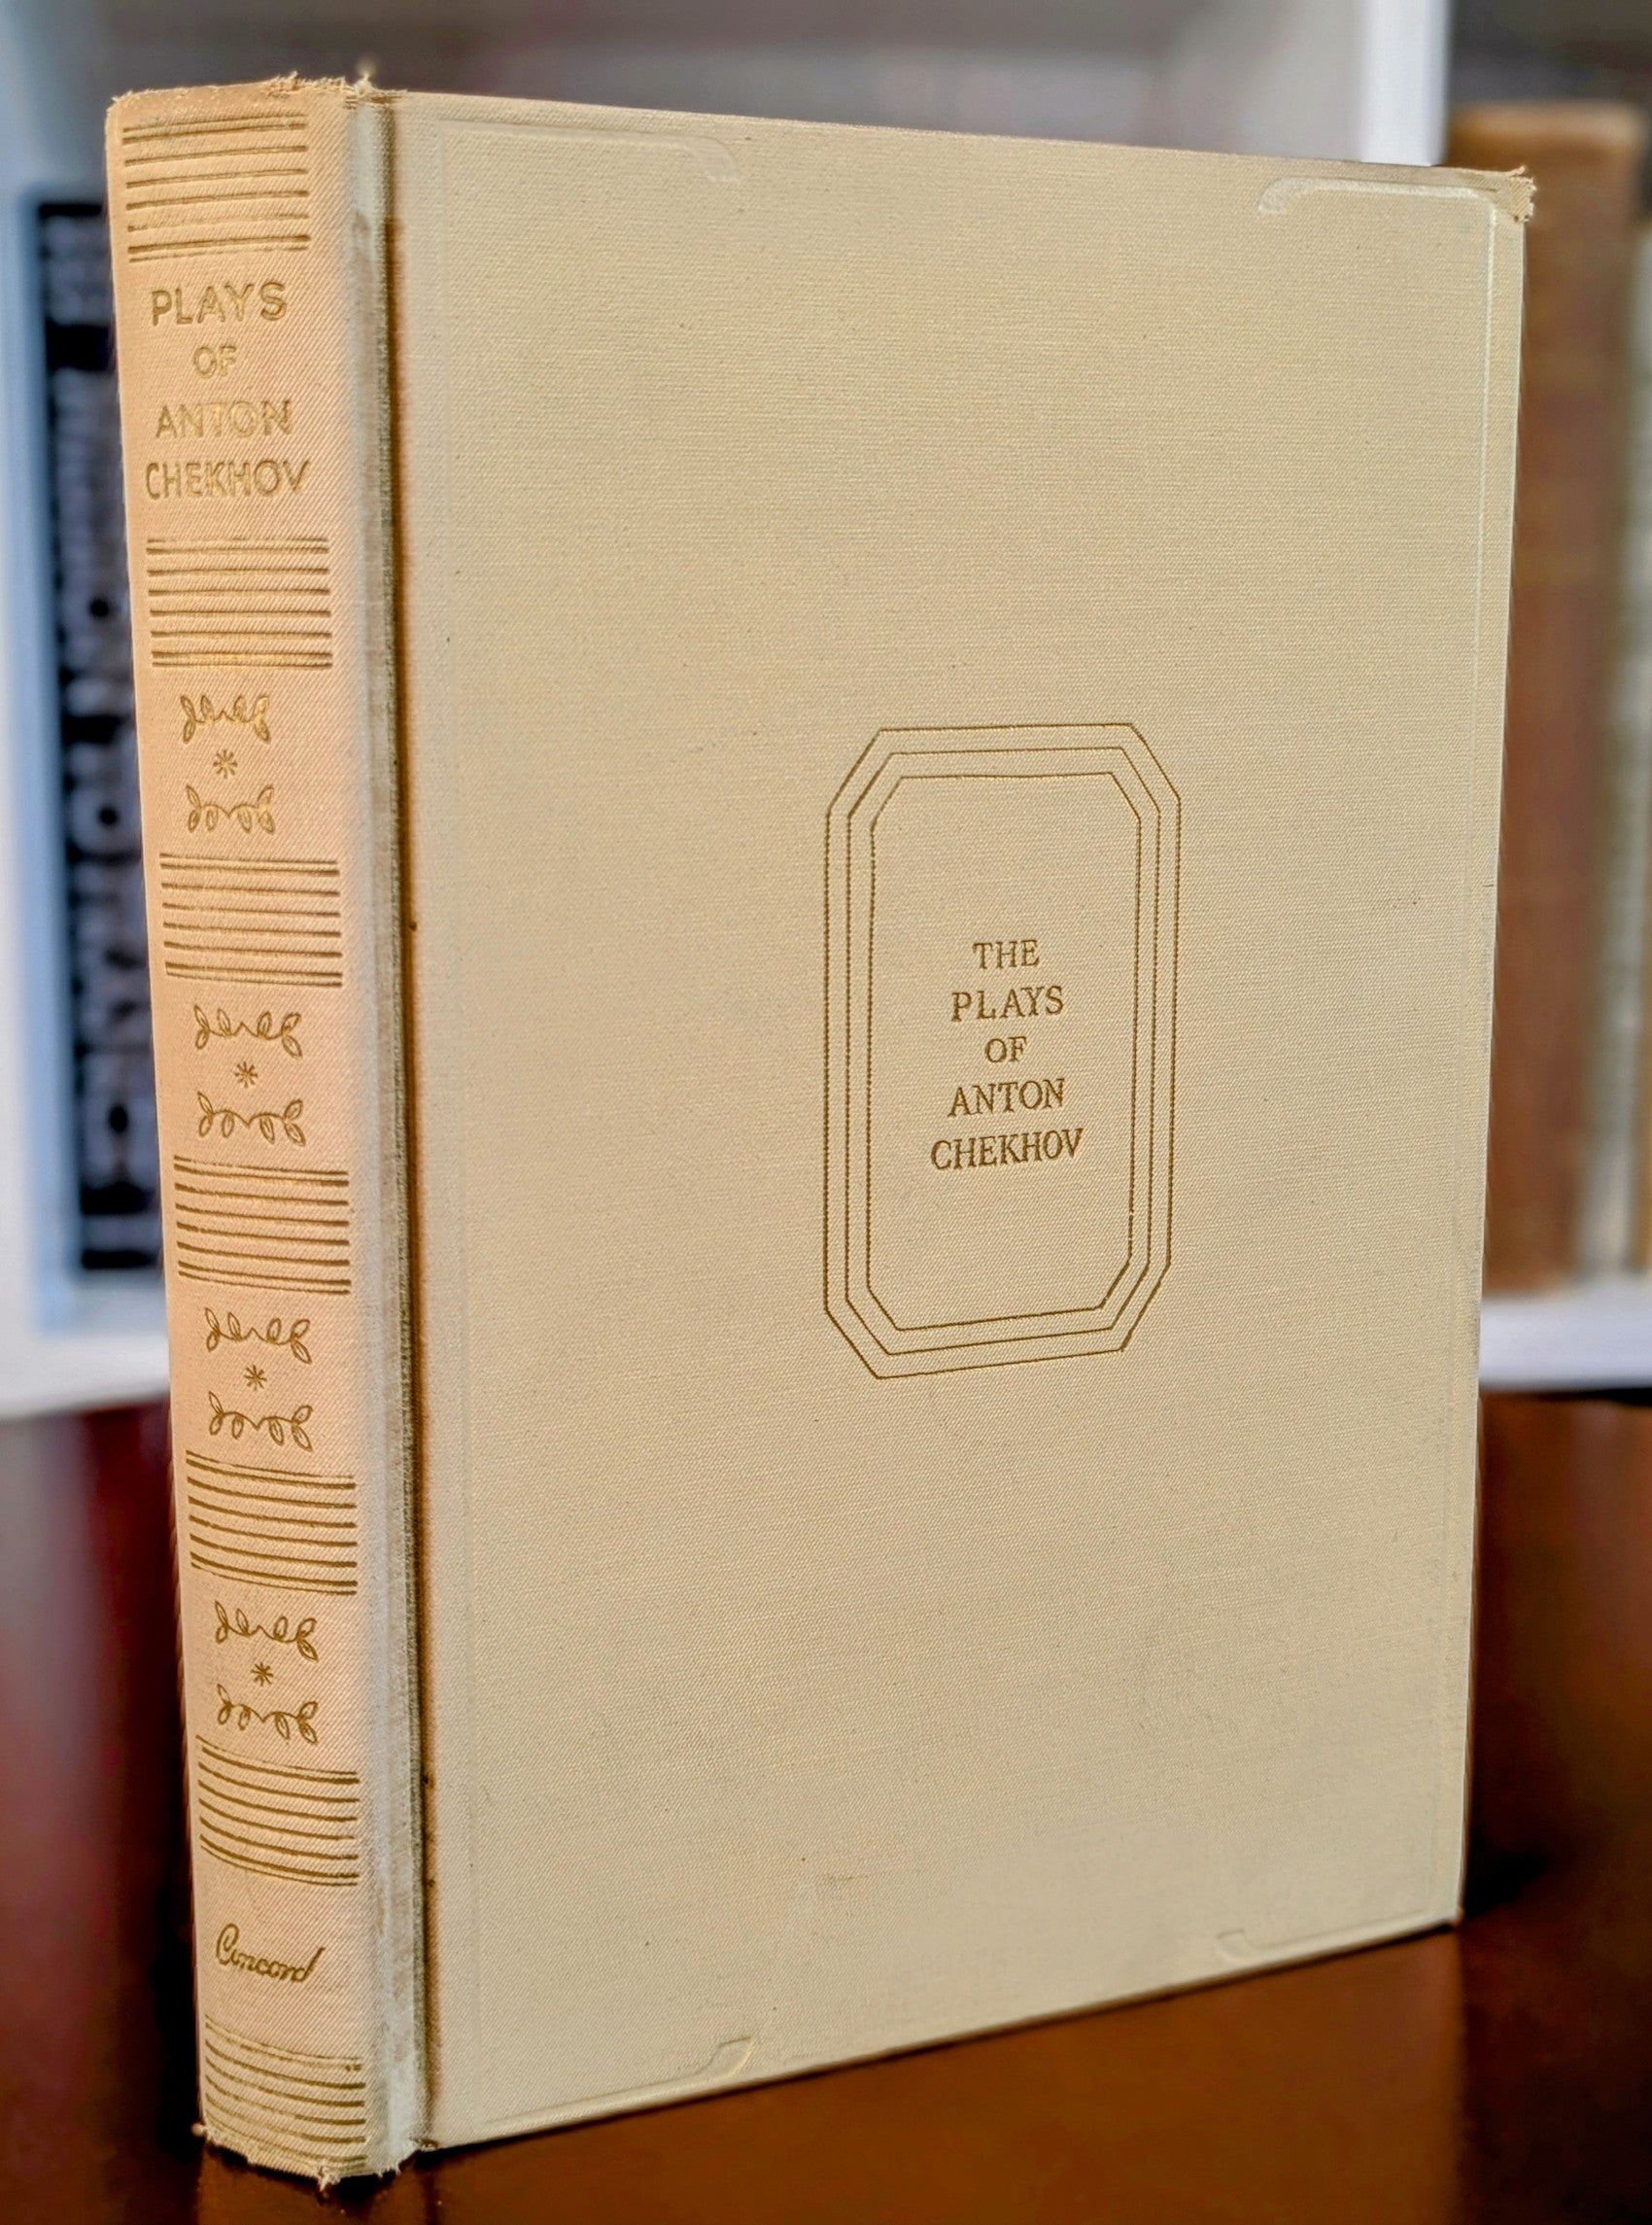 PLAYS
OF
ANTON
CHEKHOV
Concord
THE
PLAYS
OF
ANTON
CHEKHOV